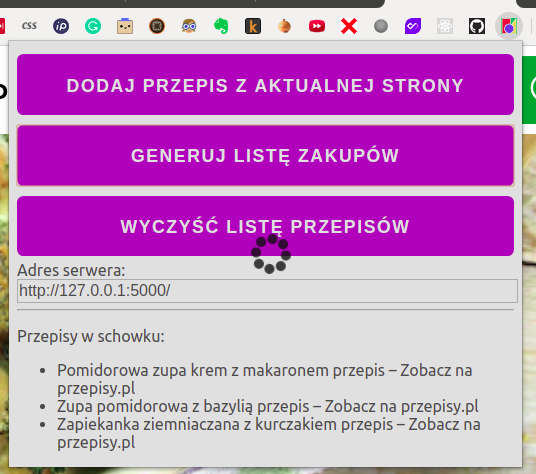 css
iP
k
DODAJ PRZEPIS Z AKTUALNEJ STRONY
GENERUJ LISTĘ ZAKUPÓW
WYCZYŚĆ LISTĘ PRZEPISÓW
Adres serwera:
http://127.0.0.1:5000/
Przepisy w schowku:
• Pomidorowa zupa krem z makaronem przepis – Zobacz na
przepisy.pl
• Zupa pomidorowa z bazylią przepis – Zobacz na przepisy.pl
• Zapiekanka ziemniaczana z kurczakiem przepis – Zobacz na
przepisy.pl